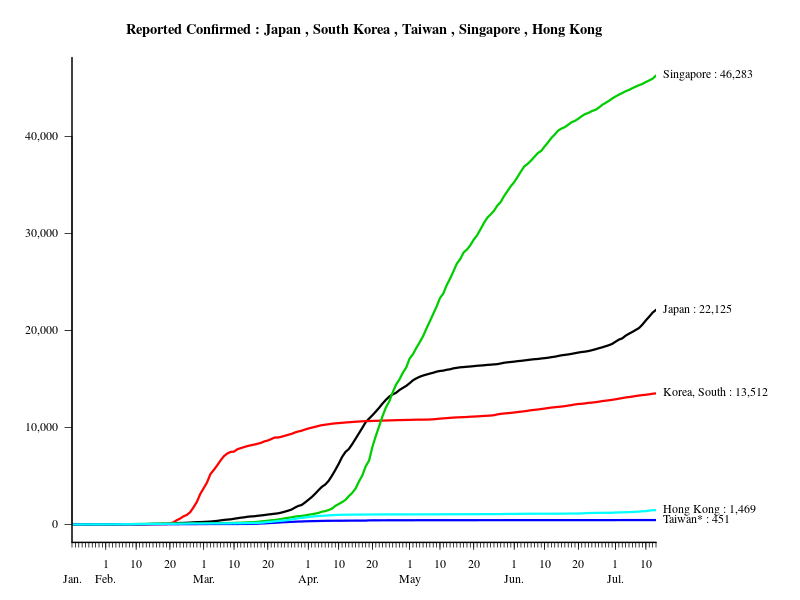 Reported Confirmed : Japan , South Korea , Taiwan , Singapore , Hong Kong
Singapore : 46,283
40,000
30,000
20,000
Japan : 22,125
Korea, South : 13,512
10,000
Hong Kong : 1,469
Taiwan* : 451
0
1 10 20 1 10 20 1 10 20 1 10 20 1 10 20 1 10
Jan. Feb. Mar. Apr. May Jun. Jul.